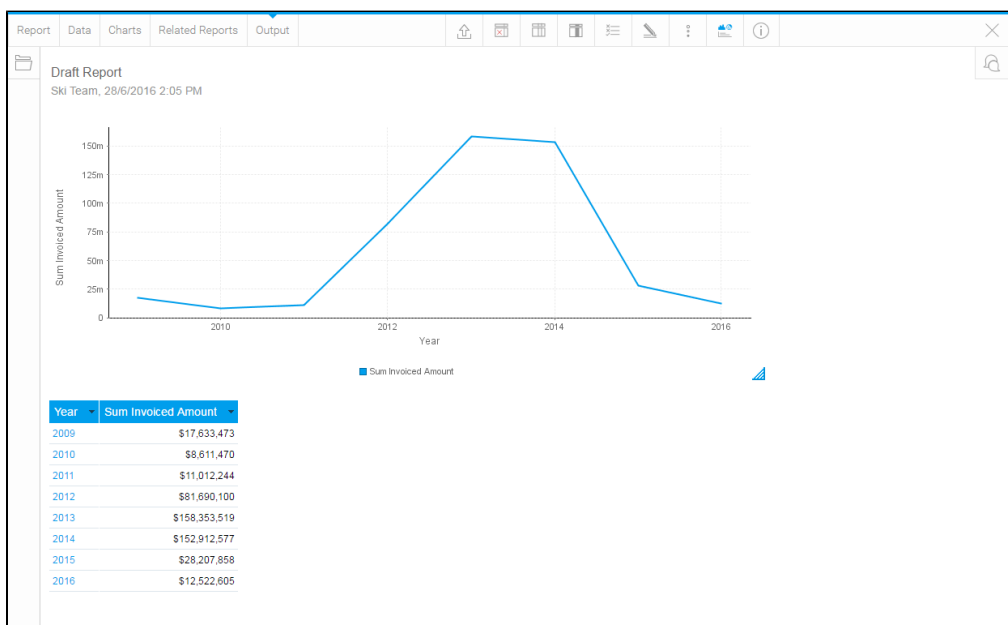 Report Data Charts Related Reports Output
Draft Report
Ski Team, 28/6/2016 2:05 PM
150m
125m
100m
75m
50m
25m
0
Sum Invoiced Amount
2010 2012 2014 2016
Year
Sum Invoiced Amount
Year Sum Invoiced Amount
2009 $17,633,473
2010 $8,611,470
2011 $11,012,244
2012 $81,690,100
2013 $158,353,519
2014 $152,912,577
2015 $28,207,858
2016 $12,522,605